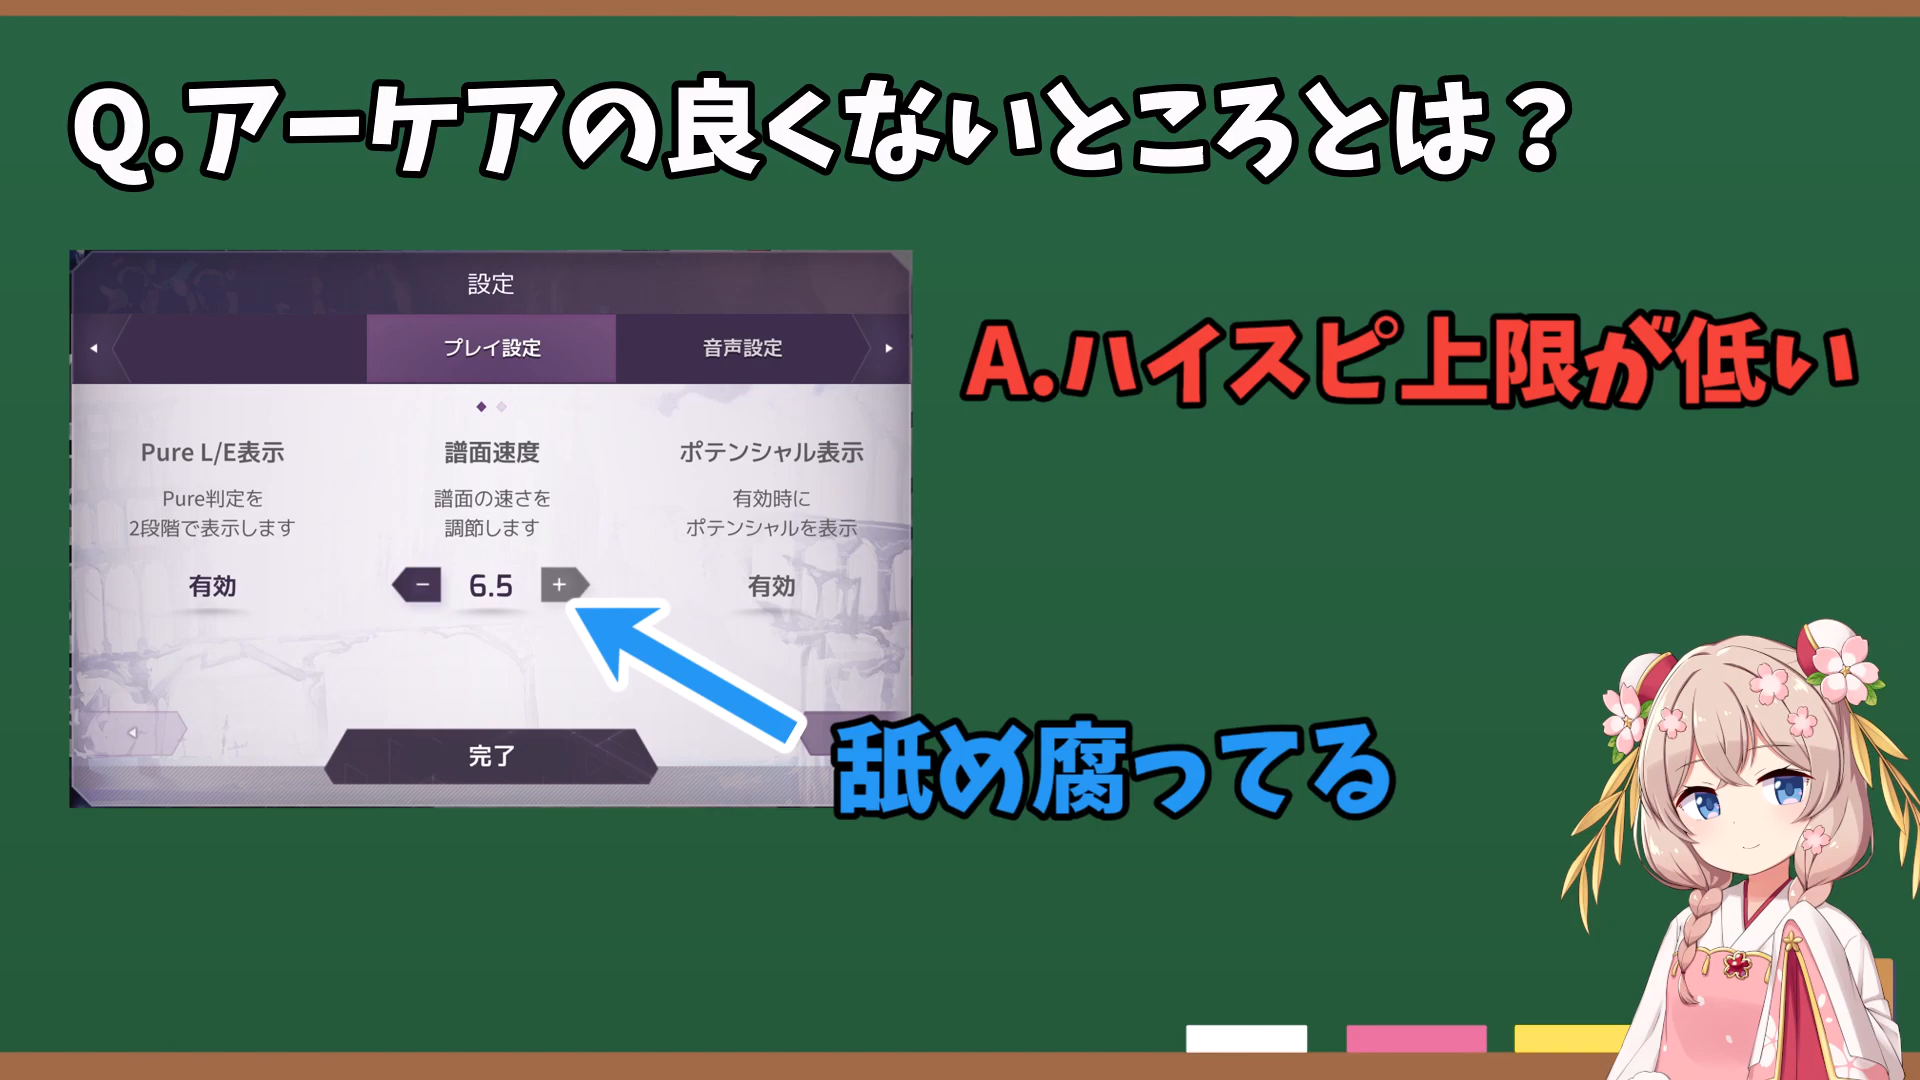 Q.アーケアの良くないところとは？
設定
プレイ設定
音声設定
Pure L/E表示
Pure判定を
2段階で表示します
有効
譜面速度
譜面の速さを
調節します
− 6.5 +
ポテンシャル表示
有効時に
ポテンシャルを表示
有効
完了
A.ハイスピ上限が低い
舐め腐ってる